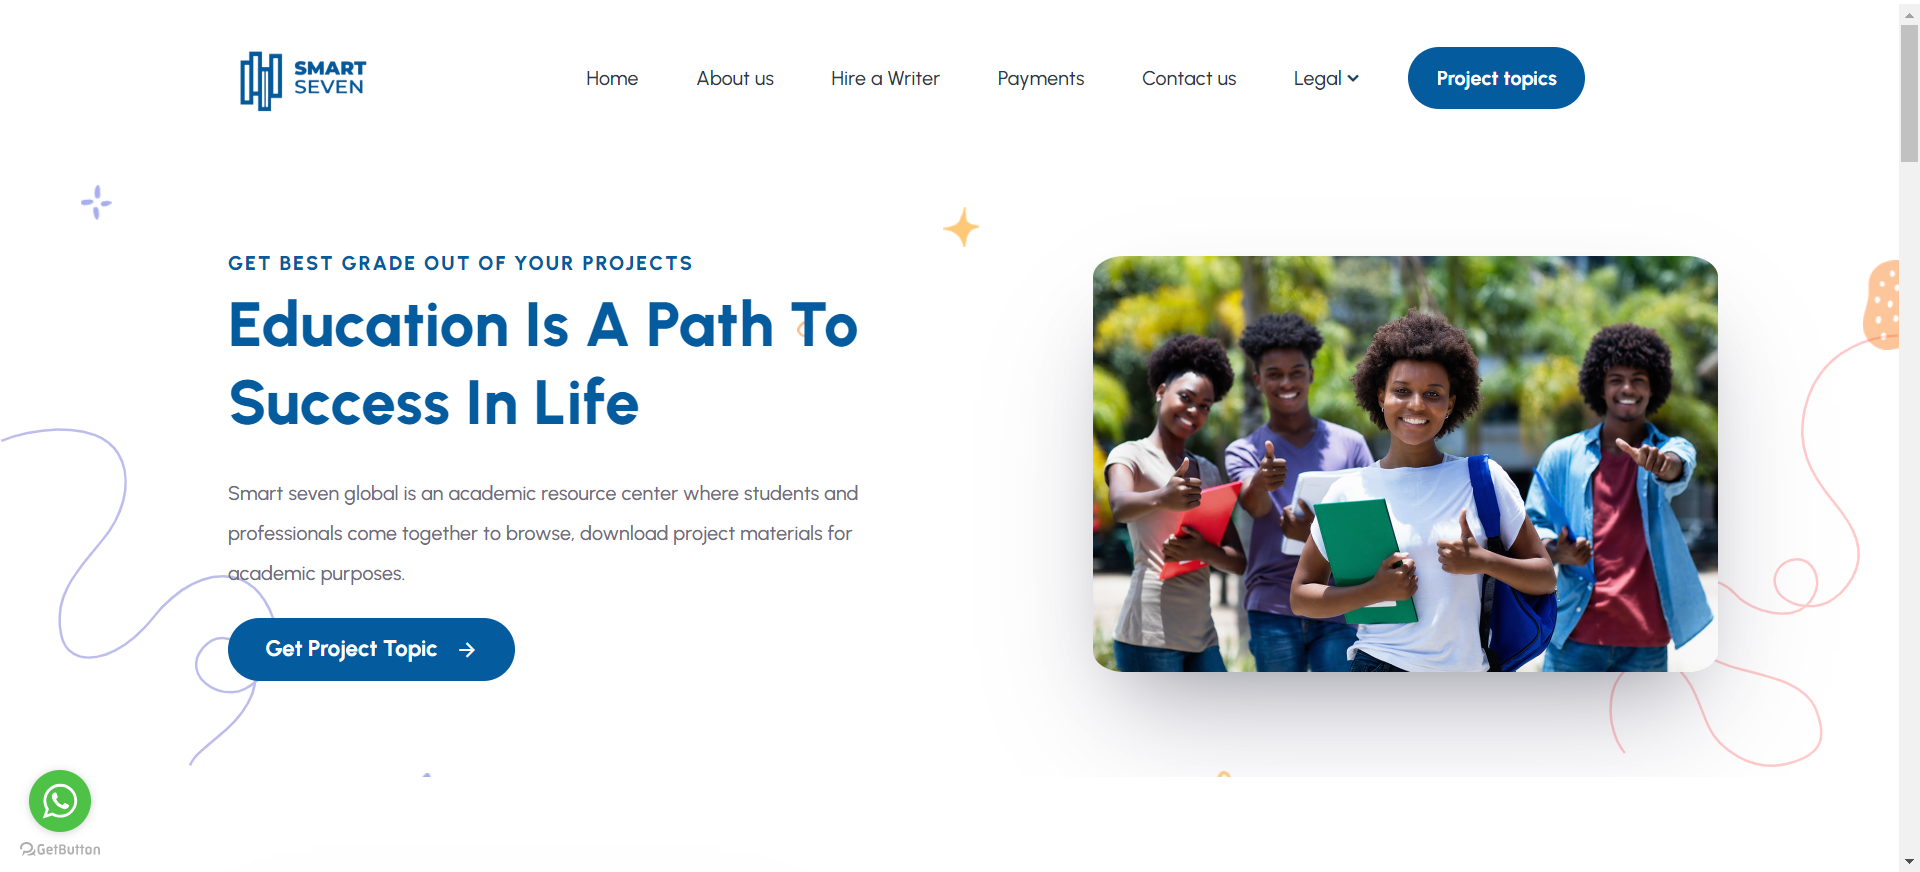 SMART
SEVEN
Home
About us
Hire a Writer
Payments
Contact us
Legal
Project topics
GET BEST GRADE OUT OF YOUR PROJECTS
Education Is A Path To
Success In Life
Smart seven global is an academic resource center where students and
professionals come together to browse, download project materials for
academic purposes.
Get Project Topic
GetButton